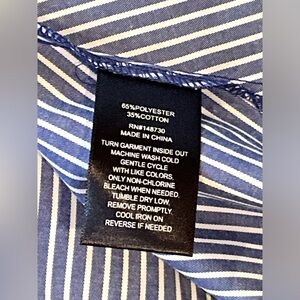 65%POLYESTER
35%COTTON
RN#148730
MADE IN CHINA
TURN GARMENT INSIDE OUT
MACHINE WASH COLD
GENTLE CYCLE
WITH LIKE COLORS.
ONLY NON-CHLORINE
BLEACH WHEN NEEDED.
TUMBLE DRY LOW.
REMOVE PROMPTLY.
COOL IRON ON
REVERSE IF NEEDED